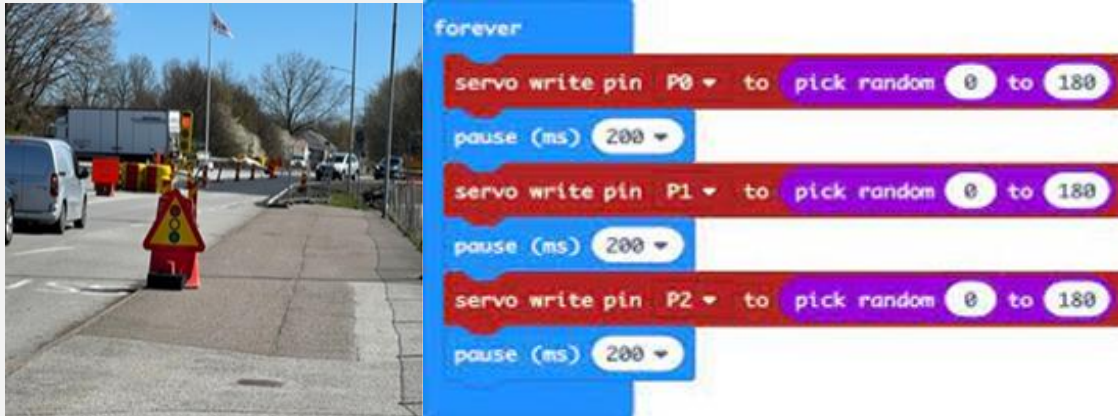 forever
servo write pin P0 to pick random 0 to 180
pause (ms) 200
servo write pin P1 to pick random 0 to 180
pause (ms) 200
servo write pin P2 to pick random 0 to 180
pause (ms) 200